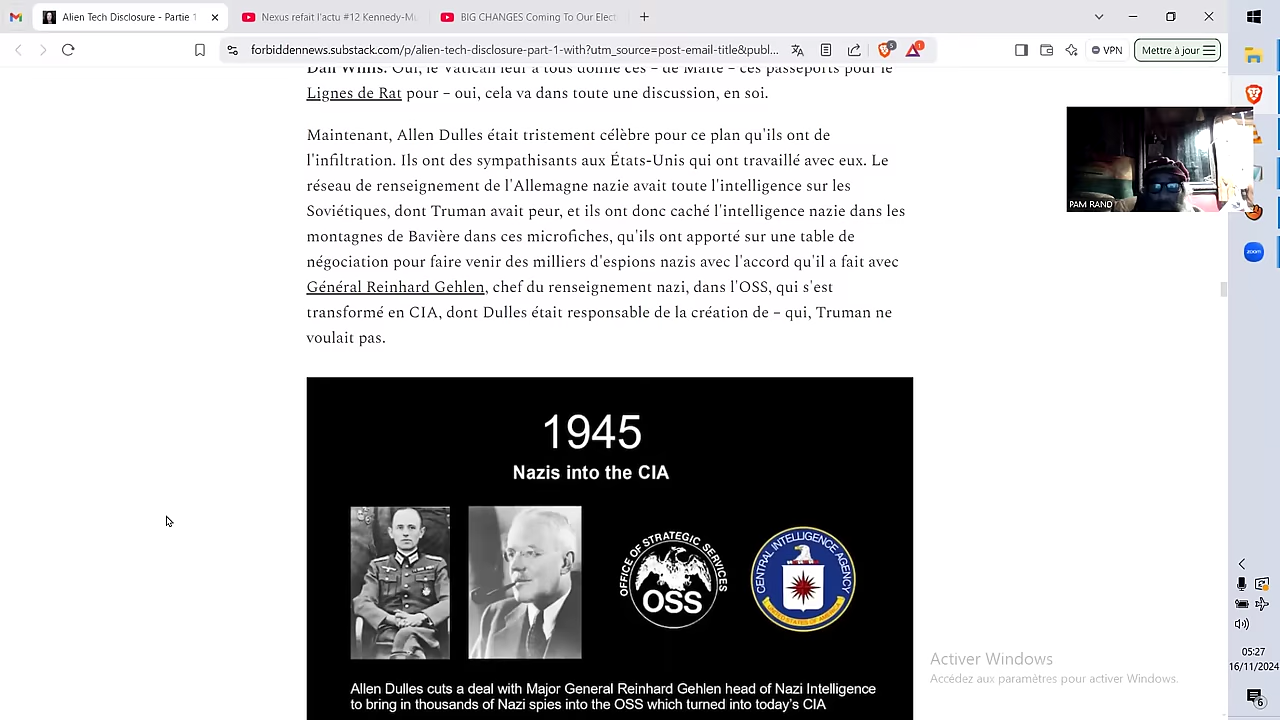 Alien Tech Disclosure - Partie 1
Nexus refait l'actu #12 Kennedy-Mu
BIG CHANGES Coming To Our Elect
forbiddennews.substack.com/p/alien-tech-disclosure-part-1-with?utm_source=post-email-title&publ...
5
1
VPN
Mettre à jour
Dan Willis. Oui, le Vatican leur a tous donné ces – de Malte – ces passeports pour le
Lignes de Rat pour – oui, cela va dans toute une discussion, en soi.
Maintenant, Allen Dulles était tristement célèbre pour ce plan qu'ils ont de
l'infiltration. Ils ont des sympathisants aux États-Unis qui ont travaillé avec eux. Le
réseau de renseignement de l'Allemagne nazie avait toute l'intelligence sur les
Soviétiques, dont Truman avait peur, et ils ont donc caché l'intelligence nazie dans les
montagnes de Bavière dans ces microfiches, qu'ils ont apporté sur une table de
négociation pour faire venir des milliers d'espions nazis avec l'accord qu'il a fait avec
Général Reinhard Gehlen, chef du renseignement nazi, dans l'OSS, qui s'est
transformé en CIA, dont Dulles était responsable de la création de – qui, Truman ne
voulait pas.
PAM RAND
zoom
1945
Nazis into the CIA
OFFICE OF STRATEGIC SERVICES
OSS
CENTRAL INTELLIGENCE AGENCY
UNITED STATES OF AMERICA
Allen Dulles cuts a deal with Major General Reinhard Gehlen head of Nazi Intelligence
to bring in thousands of Nazi spies into the OSS which turned into today's CIA
Activer Windows
Accédez aux paramètres pour activer Windows.
05:27
16/11/2024
6